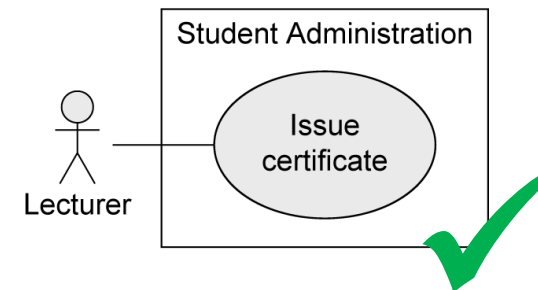 Student Administration
Issue
certificate
Lecturer